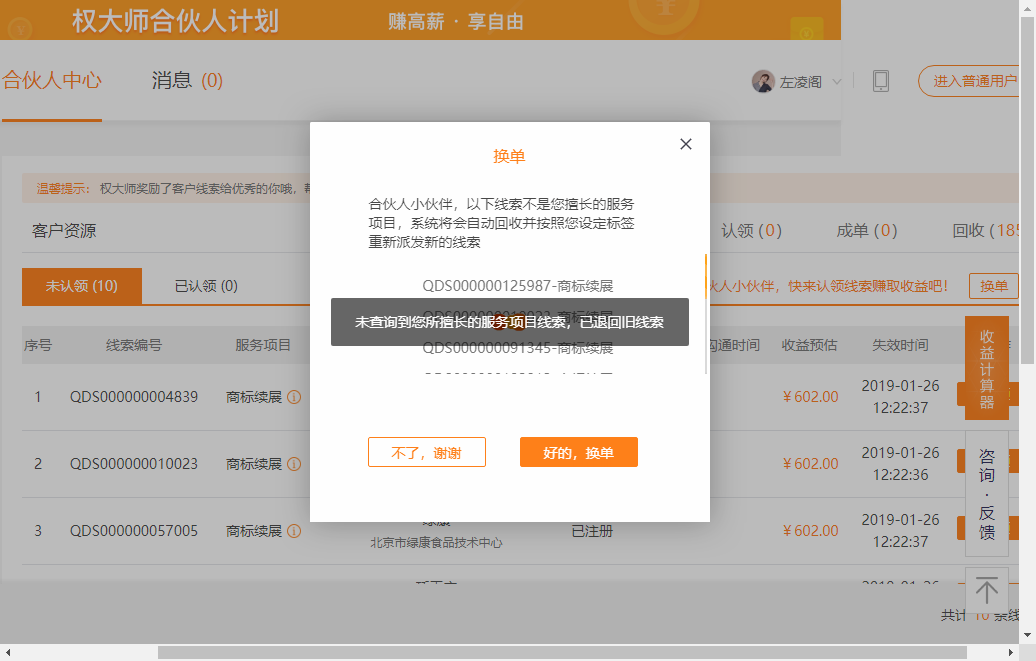 权大师合伙人计划
赚高薪 · 享自由
合伙人中心
消息 (0)
左凌阁
进入普通用户
温馨提示： 权大师奖励了客户线索给优秀的你哦，
客户资源
认领 (0)
成单 (0)
回收 (185
未认领 (10)
已认领 (0)
伙人小伙伴，快来认领线索赚取收益吧！
换单
序号
线索编号
服务项目
沟通时间
收益预估
失效时间
1
QDS000000004839
商标续展
¥602.00
2019-01-26
12:22:37
2
QDS000000010023
商标续展
¥602.00
2019-01-26
12:22:36
3
QDS000000057005
商标续展
北京市绿康食品技术中心
已注册
¥602.00
2019-01-26
12:22:37
共计 10 条线
收益计算器
咨询·反馈
换单
合伙人小伙伴，以下线索不是您擅长的服务
项目，系统将会自动回收并按照您设定标签
重新派发新的线索
QDS000000125987-商标续展
未查询到您所擅长的服务项目线索，已退回旧线索
QDS000000091345-商标续展
不了，谢谢
好的，换单